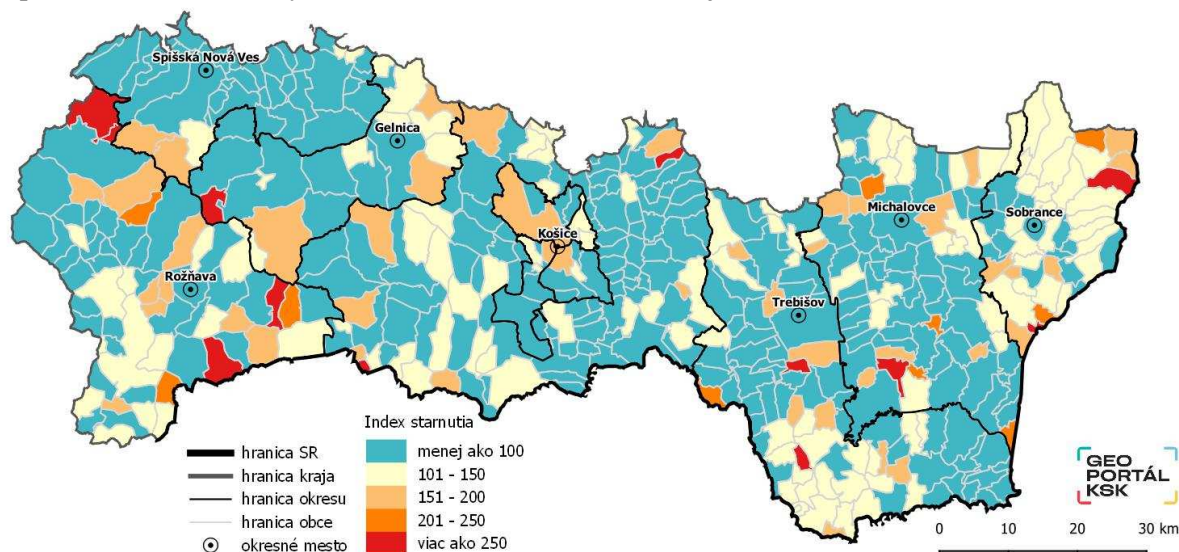 Spišská Nová Ves
Gelnica
Košice
Rožňava
Michalovce
Sobrance
Trebišov
Index starnutia
hranica SR
hranica kraja
hranica okresu
hranica obce
okresné mesto
menej ako 100
101 - 150
151 - 200
201 - 250
viac ako 250
GEO
PORTÁL
KSK
0 10 20 30 km